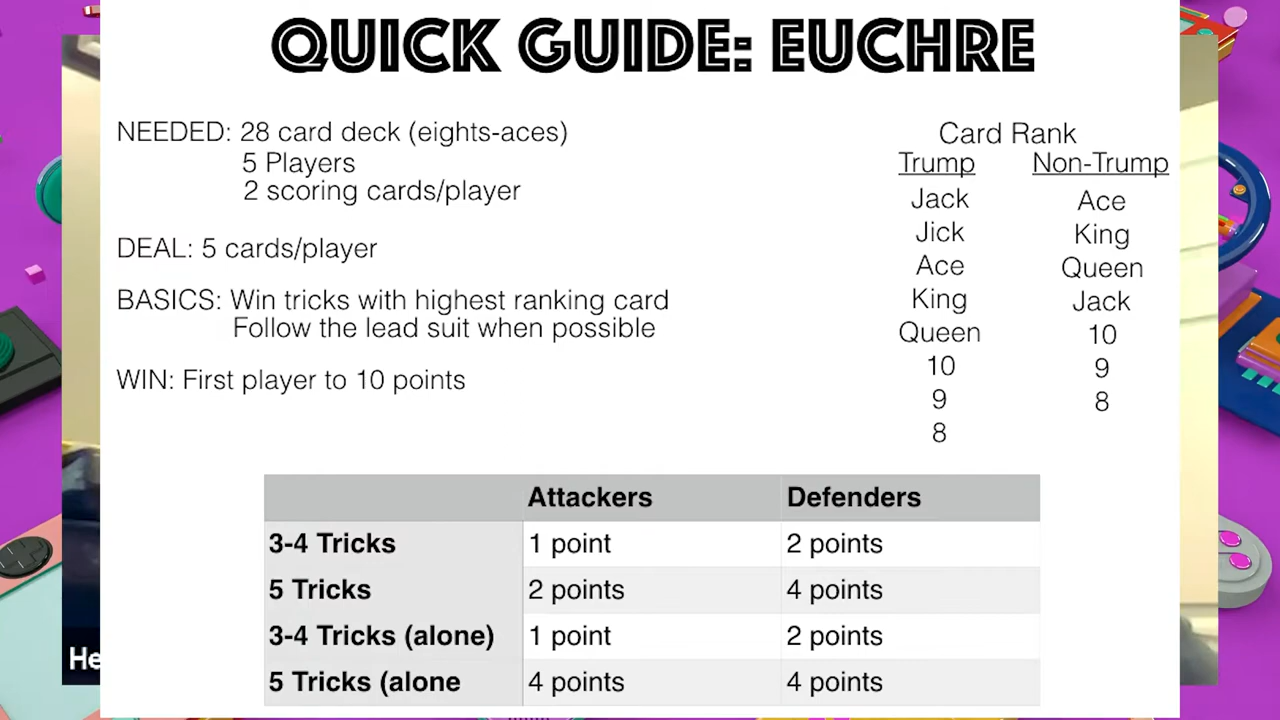 QUICK GUIDE: EUCHRE
NEEDED: 28 card deck (eights-aces)
5 Players
2 scoring cards/player
DEAL: 5 cards/player
BASICS: Win tricks with highest ranking card
Follow the lead suit when possible
WIN: First player to 10 points
Card Rank
Trump Non-Trump
Jack Ace
Jick King
Ace Queen
King Jack
Queen 10
10 9
9 8
8
Attackers Defenders
3-4 Tricks 1 point 2 points
5 Tricks 2 points 4 points
3-4 Tricks (alone) 1 point 2 points
5 Tricks (alone 4 points 4 points
He